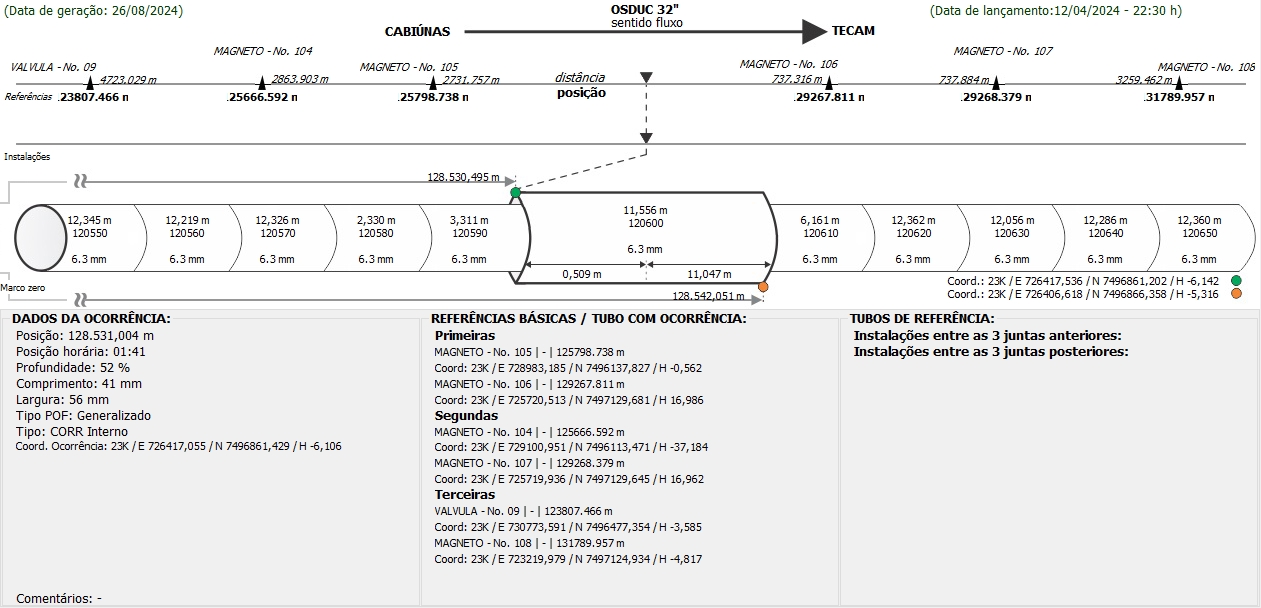 (Data de geração: 26/08/2024)
OSDUC 32"
sentido fluxo
(Data de lançamento:12/04/2024 - 22:30 h)
CABIÚNAS
TECAM
MAGNETO - No. 104
MAGNETO - No. 107
VALVULA - No. 09
MAGNETO - No. 105
MAGNETO - No. 106
MAGNETO - No. 108
4723,029 m
2863,903 m
2731.757 m
distância
737.316 m
737.884 m
3259.462 m
Referências
.23807.466 n
.25666.592 n
.25798.738 n
posição
.29267.811 n
.29268.379 n
.31789.957 n
Instalações
128.530,495 m
12,345 m
120550
6.3 mm
12,219 m
120560
6.3 mm
12,326 m
120570
6.3 mm
2,330 m
120580
6.3 mm
3,311 m
120590
6.3 mm
11,556 m
120600
6.3 mm
0,509 m
11,047 m
6,161 m
120610
6.3 mm
12,362 m
120620
6.3 mm
12,056 m
120630
6.3 mm
12,286 m
120640
6.3 mm
12,360 m
120650
6.3 mm
Marco zero
128.542,051 m
Coord.: 23K / E 726417,536 / N 7496861,202 / H -6,142
Coord.: 23K / E 726406,618 / N 7496866,358 / H -5,316
DADOS DA OCORRÊNCIA:
Posição: 128.531,004 m
Posição horária: 01:41
Profundidade: 52 %
Comprimento: 41 mm
Largura: 56 mm
Tipo POF: Generalizado
Tipo: CORR Interno
Coord. Ocorrência: 23K / E 726417,055 / N 7496861,429 / H -6,106
Comentários: -
REFERÊNCIAS BÁSICAS / TUBO COM OCORRÊNCIA:
Primeiras
MAGNETO - No. 105 | - | 125798.738 m
Coord: 23K / E 728983,185 / N 7496137,827 / H -0,562
MAGNETO - No. 106 | - | 129267.811 m
Coord: 23K / E 725720,513 / N 7497129,681 / H 16,986
Segundas
MAGNETO - No. 104 | - | 125666.592 m
Coord: 23K / E 729100,951 / N 7496113,471 / H -37,184
MAGNETO - No. 107 | - | 129268.379 m
Coord: 23K / E 725719,936 / N 7497129,645 / H 16,962
Terceiras
VALVULA - No. 09 | - | 123807.466 m
Coord: 23K / E 730773,591 / N 7496477,354 / H -3,585
MAGNETO - No. 108 | - | 131789.957 m
Coord: 23K / E 723219,979 / N 7497124,934 / H -4,817
TUBOS DE REFERÊNCIA:
Instalações entre as 3 juntas anteriores:
Instalações entre as 3 juntas posteriores: